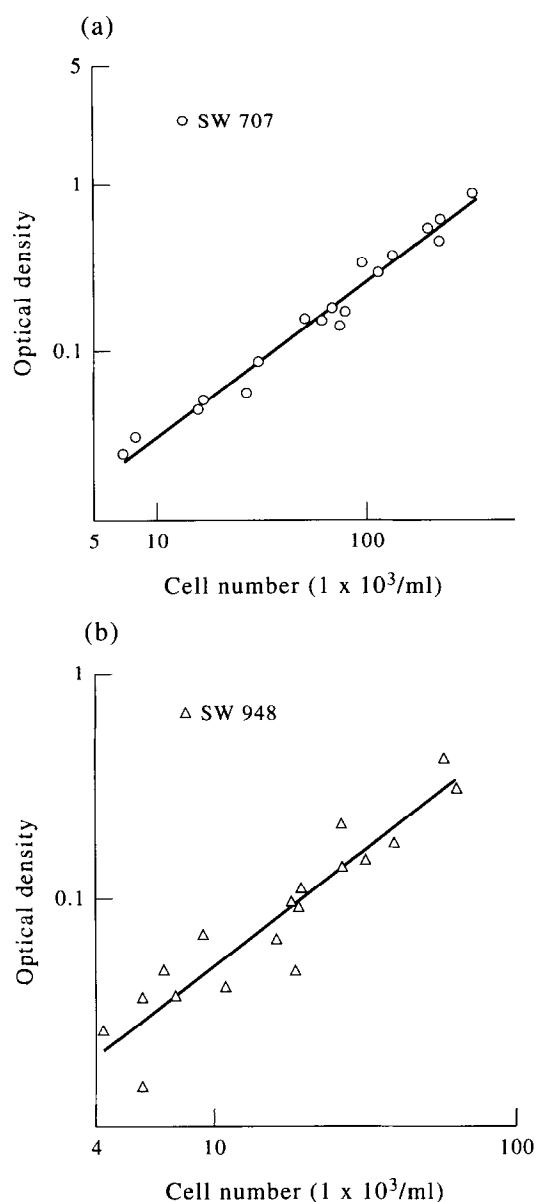 (a)
5
SW 707
1
Optical density
0.1
5 10 100
Cell number (1 x 10³/ml)
(b)
1
SW 948
Optical density
0.1
4 10 100
Cell number (1 x 10³/ml)